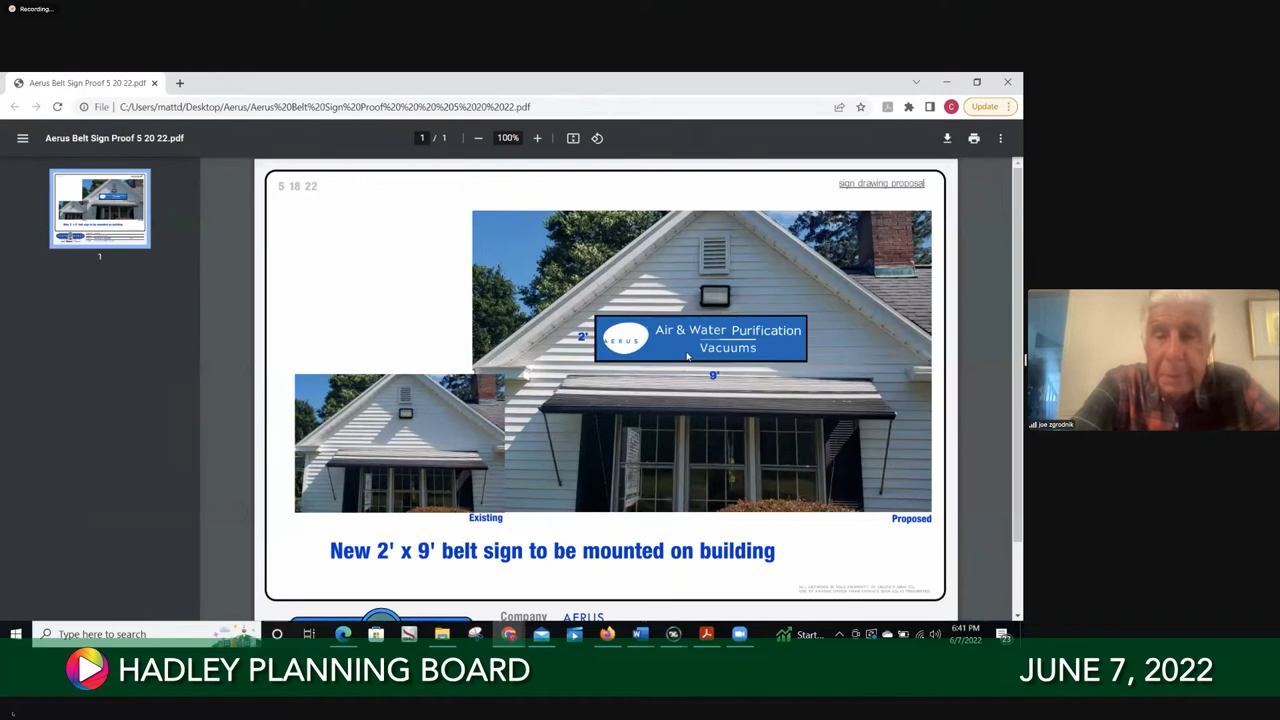 Recording...
Aerus Belt Sign Proof 5 20 22.pdf
File
C:/Users/mattd/Desktop/Aerus/Aerus%20Belt%20Sign%20Proof%20%20%20%205%2020%2022.pdf
C
Update
Aerus Belt Sign Proof 5 20 22.pdf
1 / 1
100%
5 18 22
sign drawing proposal
2'
AERUS
Air & Water Purification
Vacuums
9'
1
Existing
Proposed
New 2' x 9' belt sign to be mounted on building
joe zgrodnik
Company
AERUS
Type here to search
Start...
6:41 PM
6/7/2022
23
HADLEY PLANNING BOARD
JUNE 7, 2022